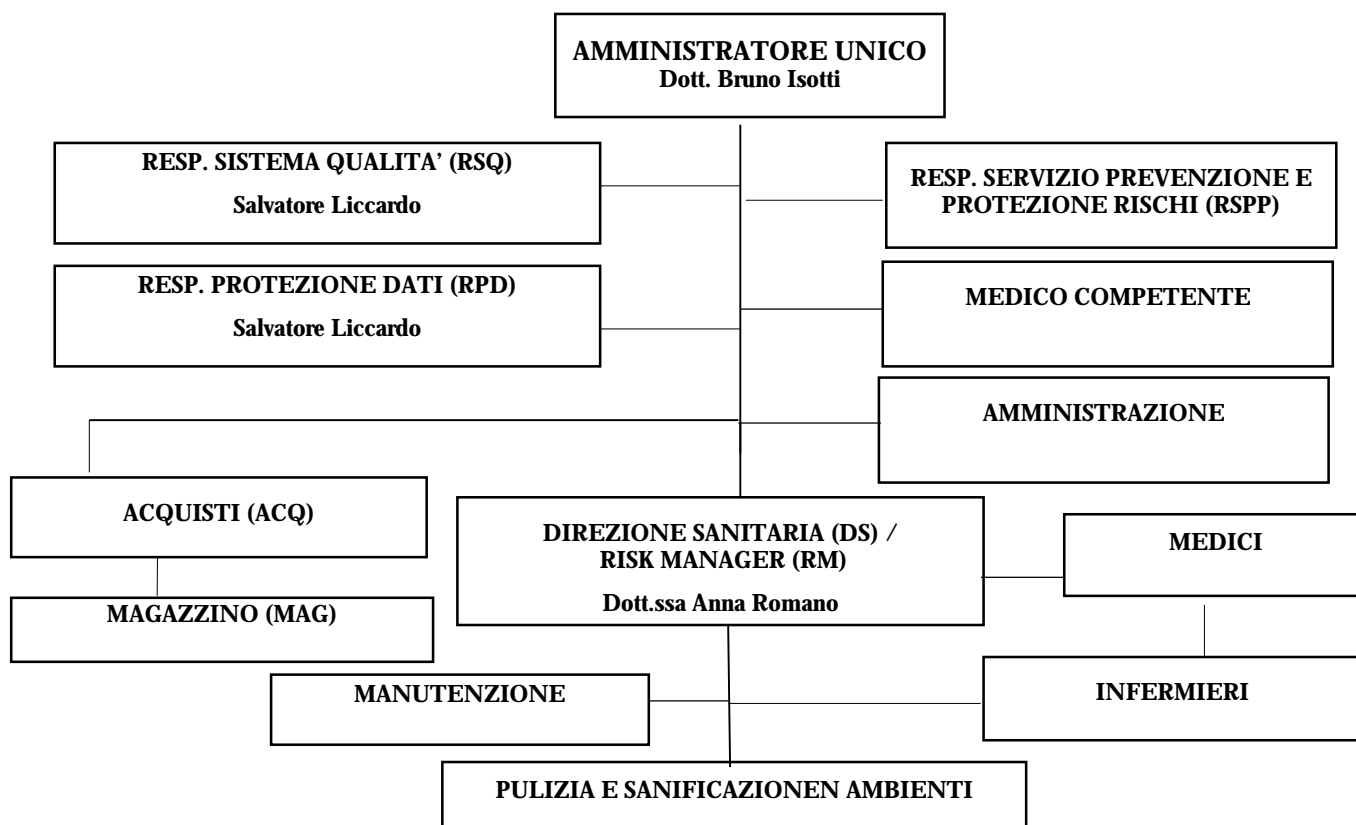 AMMINISTRATORE UNICO
Dott. Bruno Isotti
RESP. SISTEMA QUALITA’ (RSQ)
Salvatore Liccardo
RESP. SERVIZIO PREVENZIONE E
PROTEZIONE RISCHI (RSPP)
RESP. PROTEZIONE DATI (RPD)
Salvatore Liccardo
MEDICO COMPETENTE
AMMINISTRAZIONE
ACQUISTI (ACQ)
DIREZIONE SANITARIA (DS) /
RISK MANAGER (RM)
Dott.ssa Anna Romano
MEDICI
MAGAZZINO (MAG)
MANUTENZIONE
INFERMIERI
PULIZIA E SANIFICAZIONEN AMBIENTI